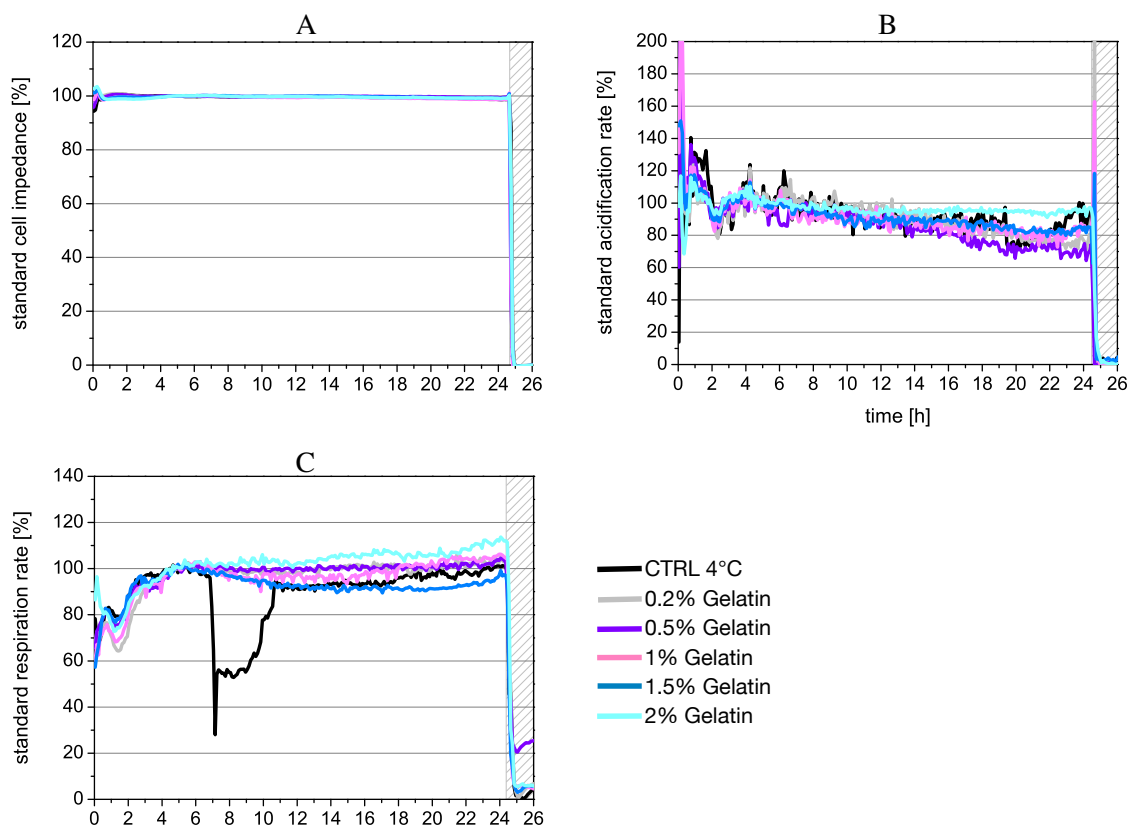 A
standard cell impedance [%]
120
100
80
60
40
20
0
0 2 4 6 8 10 12 14 16 18 20 22 24 26
B
standard acidification rate [%]
200
180
160
140
120
100
80
60
40
20
0
0 2 4 6 8 10 12 14 16 18 20 22 24 26
time [h]
C
standard respiration rate [%]
140
120
100
80
60
40
20
0
0 2 4 6 8 10 12 14 16 18 20 22 24 26
CTRL 4°C
0.2% Gelatin
0.5% Gelatin
1% Gelatin
1.5% Gelatin
2% Gelatin